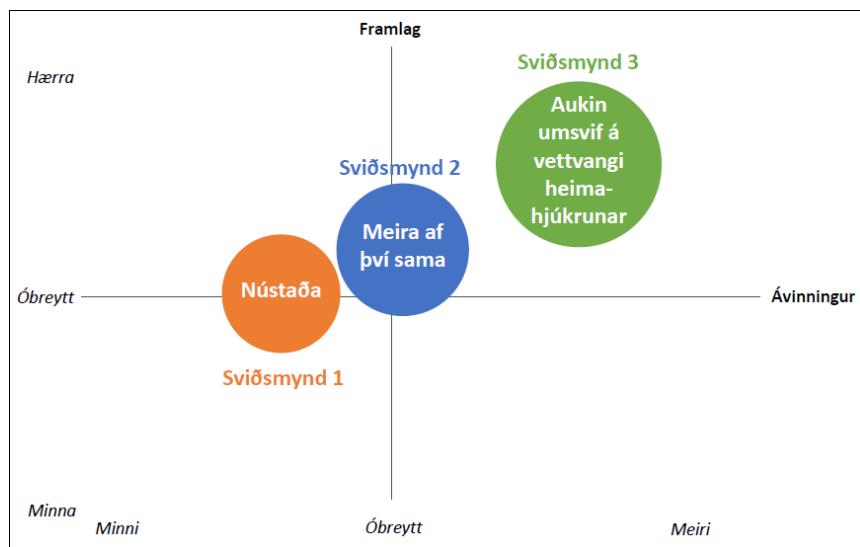 Framlag
Hærra
Sviðsmynd 3
Aukin
umsvif á
vettvangi
heima-
hjúkrunar
Sviðsmynd 2
Meira af
því sama
Nústaða
Óbreytt
Ávinningur
Sviðsmynd 1
Minna
Minni
Óbreytt
Meiri